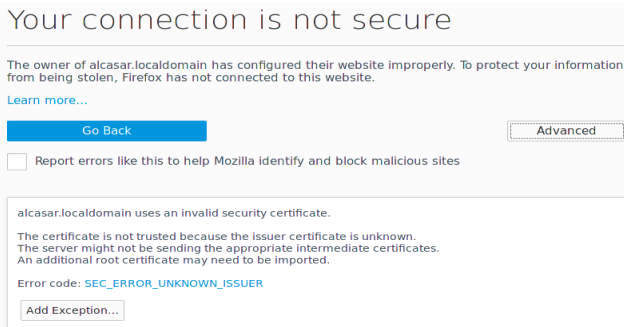 Your connection is not secure
The owner of alcasar.localdomain has configured their website improperly. To protect your information
from being stolen, Firefox has not connected to this website.
Learn more...
Go Back
Advanced
Report errors like this to help Mozilla identify and block malicious sites
alcasar.localdomain uses an invalid security certificate.
The certificate is not trusted because the issuer certificate is unknown.
The server might not be sending the appropriate intermediate certificates.
An additional root certificate may need to be imported.
Error code: SEC_ERROR_UNKNOWN_ISSUER
Add Exception...